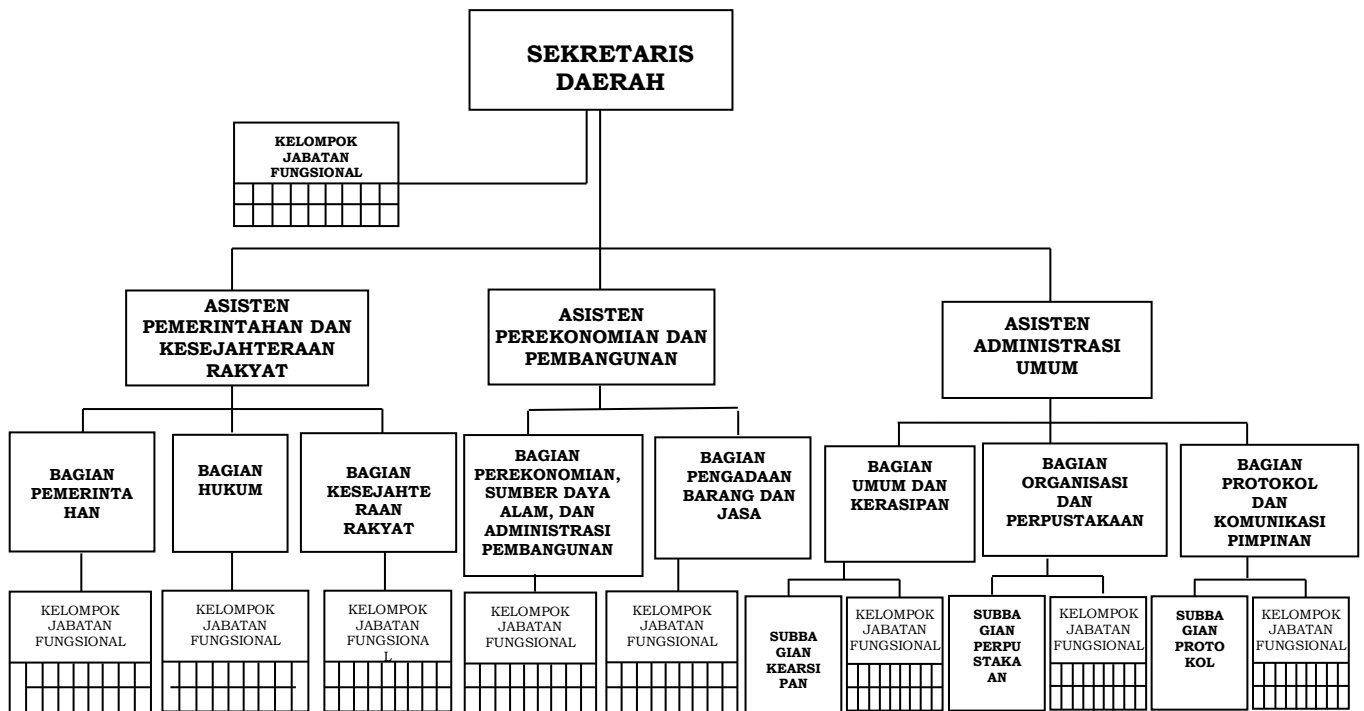 SEKRETARIS
DAERAH
KELOMPOK
JABATAN
FUNGSIONAL
ASISTEN
PEMERINTAHAN DAN
KESEJAHTERAAN
RAKYAT
ASISTEN
PEREKONOMIAN DAN
PEMBANGUNAN
ASISTEN
ADMINISTRASI
UMUM
BAGIAN
PEMERINTA
HAN
BAGIAN
HUKUM
BAGIAN
KESEJAHTE
RAAN
RAKYAT
BAGIAN
PEREKONOMIAN,
SUMBER DAYA
ALAM, DAN
ADMINISTRASI
PEMBANGUNAN
BAGIAN
PENGADAAN
BARANG DAN
JASA
BAGIAN
UMUM DAN
KERASIPAN
BAGIAN
ORGANISASI
DAN
PERPUSTAKAAN
BAGIAN
PROTOKOL
DAN
KOMUNIKASI
PIMPINAN
KELOMPOK
JABATAN
FUNGSIONAL
KELOMPOK
JABATAN
FUNGSIONAL
KELOMPOK
JABATAN
FUNGSIONA
L
KELOMPOK
JABATAN
FUNGSIONAL
KELOMPOK
JABATAN
FUNGSIONAL
SUBBA
GIAN
KEARSI
PAN
KELOMPOK
JABATAN
FUNGSIONAL
SUBBA
GIAN
PERPU
STAKA
AN
KELOMPOK
JABATAN
FUNGSIONAL
SUBBA
GIAN
PROTO
KOL
KELOMPOK
JABATAN
FUNGSIONAL